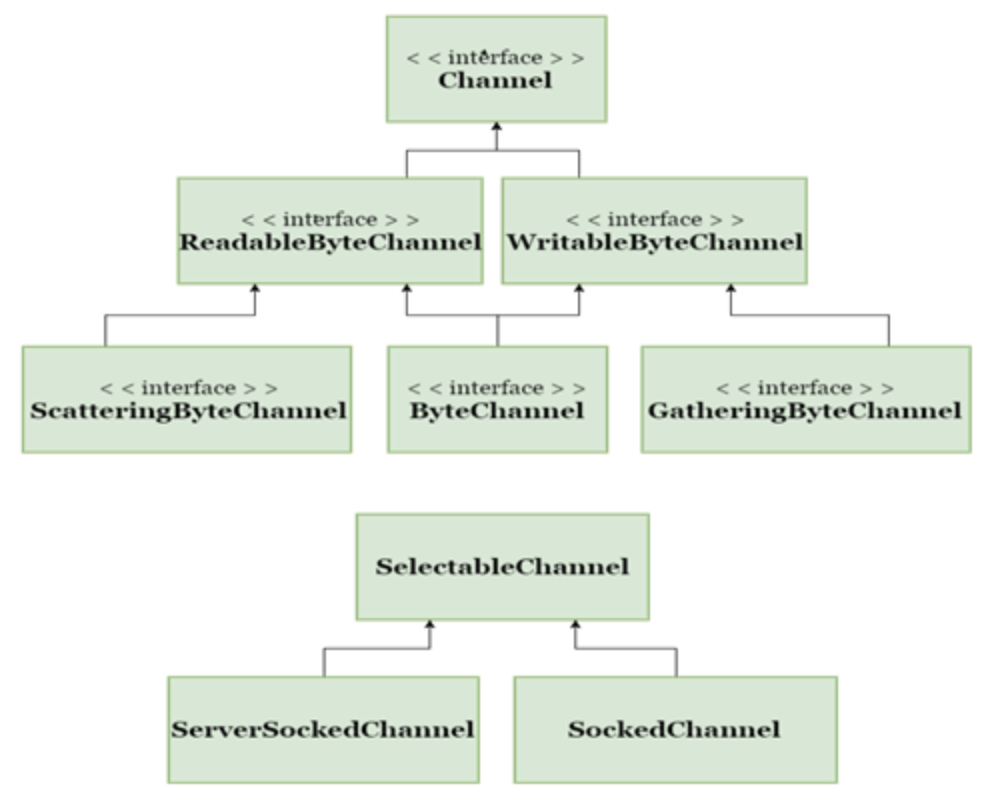 < < interface > >
Channel
< < interface > >
ReadableByteChannel
< < interface > >
WritableByteChannel
< < interface > >
ScatteringByteChannel
< < interface > >
ByteChannel
< < interface > >
GatheringByteChannel
SelectableChannel
ServerSockedChannel
SockedChannel